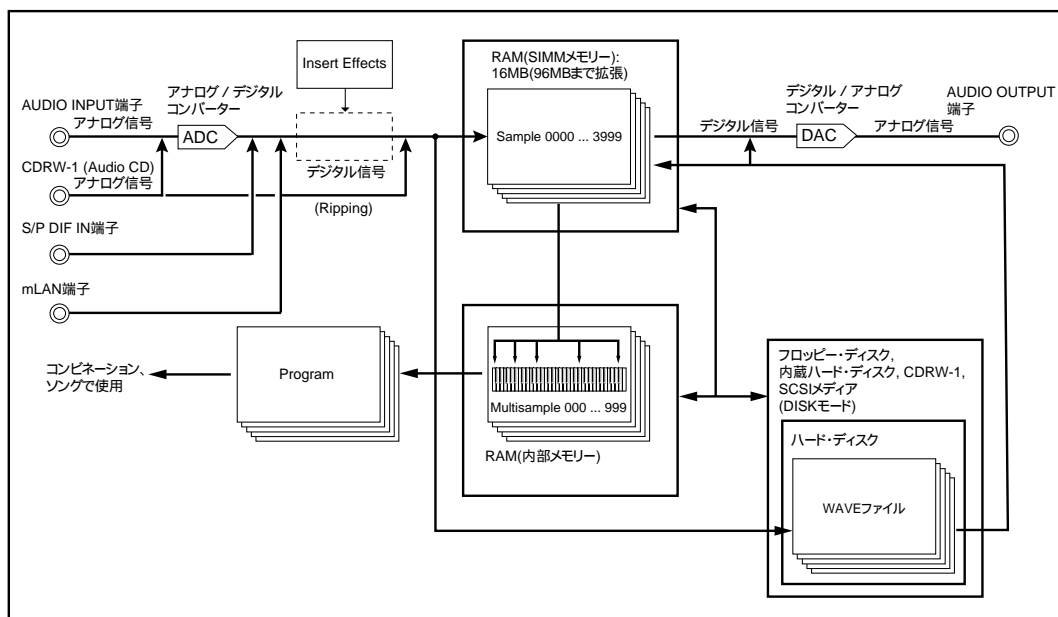 Insert Effects
RAM(SIMMメモリー):
16MB(96MBまで拡張)
AUDIO INPUT端子
アナログ信号
アナログ / デジタル
コンバーター
ADC
デジタル信号
(Ripping)
CDRW-1 (Audio CD)
アナログ信号
S/P DIF IN端子
mLAN端子
Sample 0000 ... 3999
デジタル信号
デジタル / アナログ
コンバーター
DAC
アナログ信号
AUDIO OUTPUT
端子
コンビネーション、
ソングで使用
Program
Multisample 000 ... 999
RAM(内部メモリー)
フロッピー・ディスク,
内蔵ハード・ディスク, CDRW-1,
SCSIメディア
(DISKモード)
ハード・ディスク
WAVEファイル